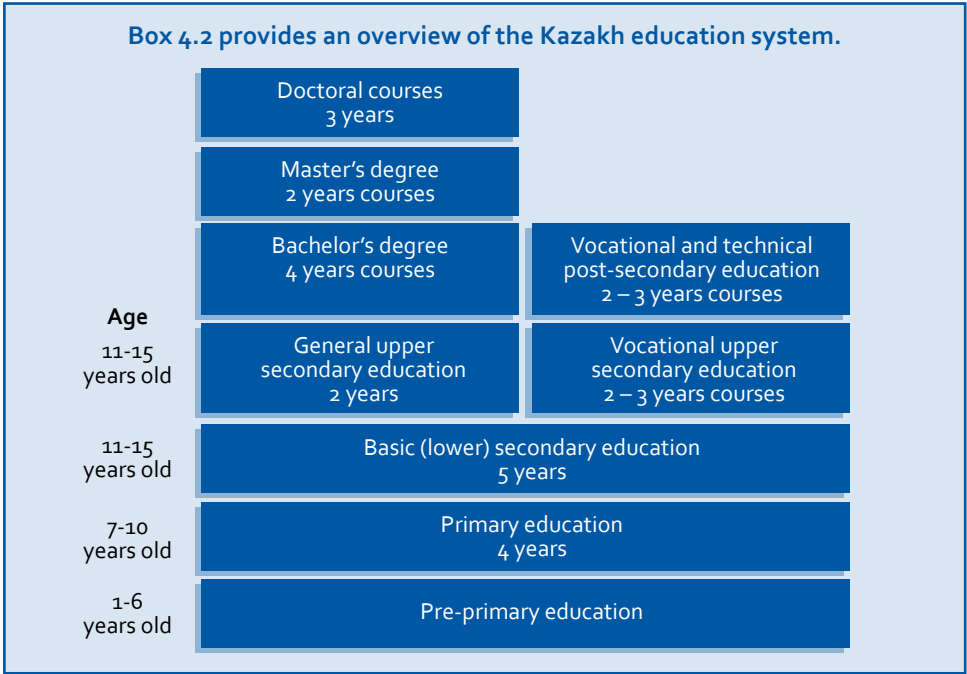 Box 4.2 provides an overview of the Kazakh education system.
Doctoral courses
3 years
Master's degree
2 years courses
Bachelor's degree
4 years courses
Vocational and technical
post-secondary education
2 – 3 years courses
Age
11-15
years old
General upper
secondary education
2 years
Vocational upper
secondary education
2 – 3 years courses
11-15
years old
Basic (lower) secondary education
5 years
7-10
years old
Primary education
4 years
1-6
years old
Pre-primary education